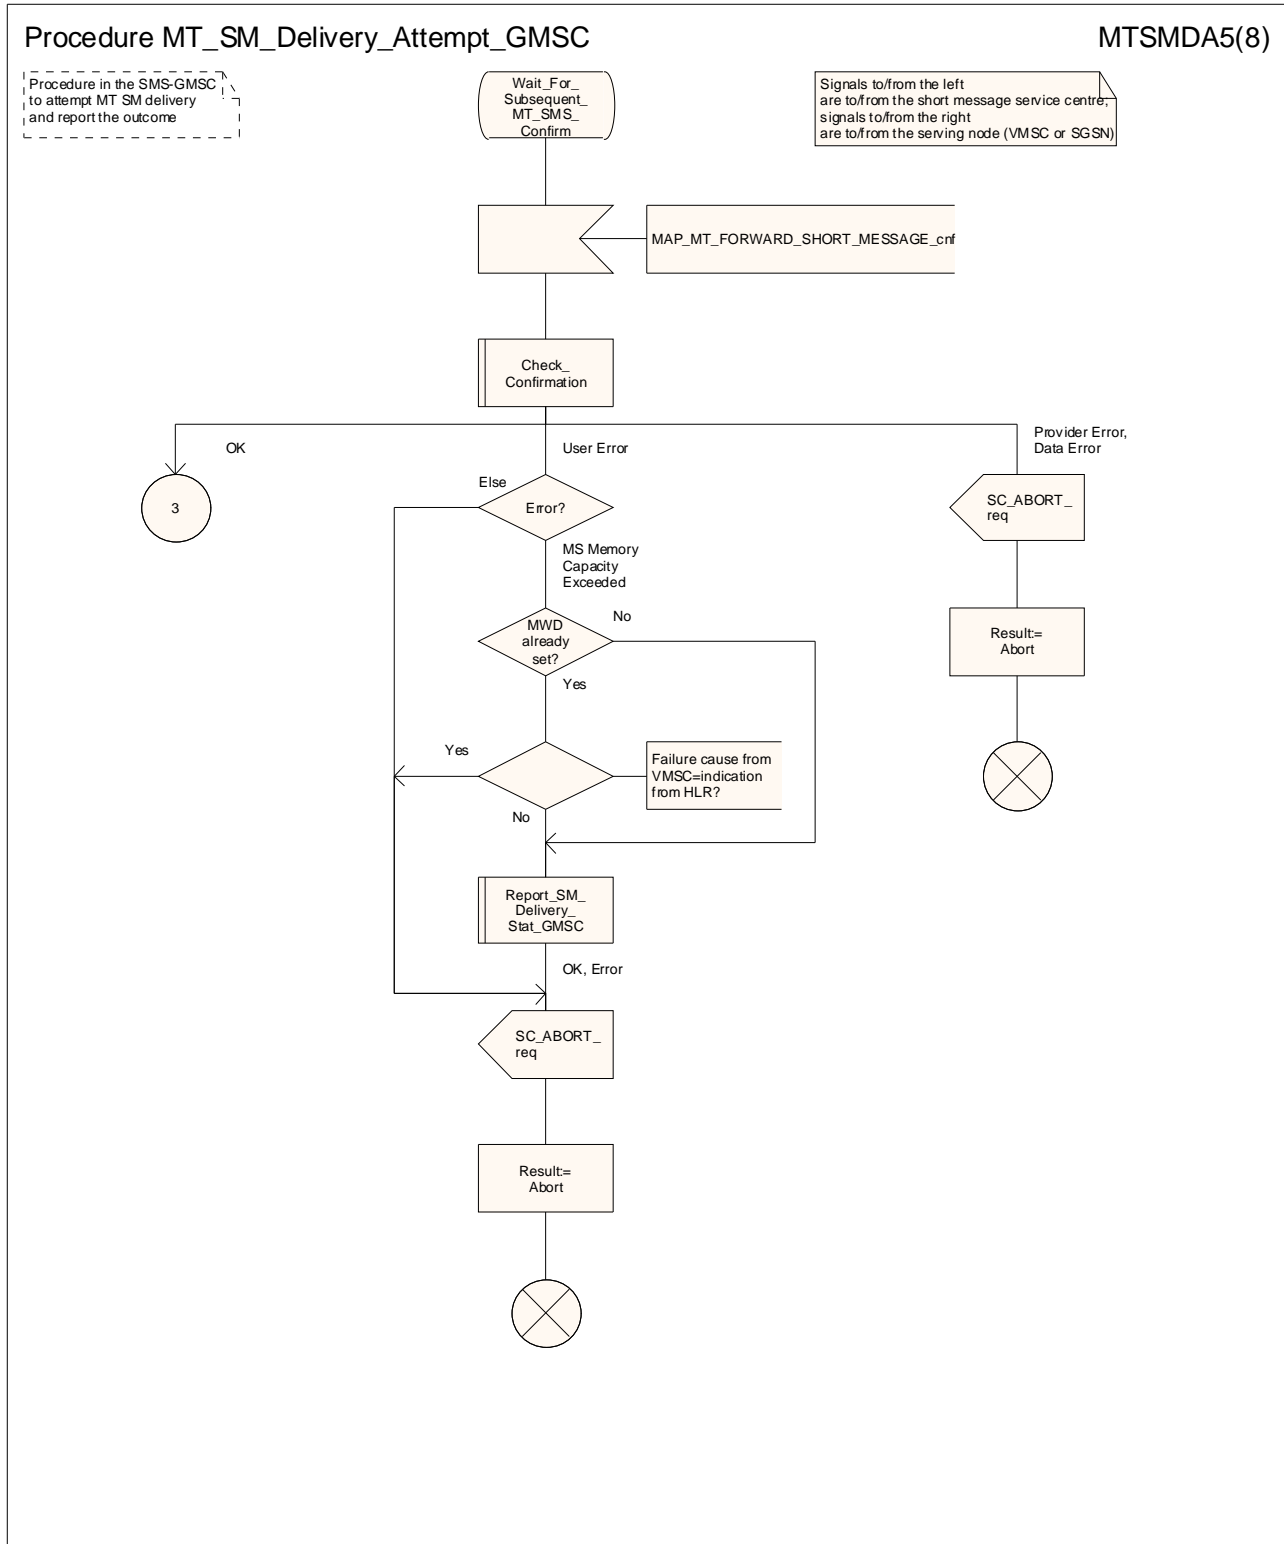 Procedure MT_SM_Delivery_Attempt_GMSC
MTSMDA5(8)
Procedure in the SMS-GMSC
to attempt MT SM delivery
and report the outcome
Wait_For_
Subsequent_
MT_SMS_
Confirm
Signals to/from the left
are to/from the short message service centre;
signals to/from the right
are to/from the serving node (VMSC or SGSN)
MAP_MT_FORWARD_SHORT_MESSAGE_cnf
Check_
Confirmation
OK
User Error
Provider Error,
Data Error
3
Else
Error?
SC_ABORT_
req
MS Memory
Capacity
Exceeded
MWD
already
set?
No
Yes
Result:=
Abort
Yes
Failure cause from
VMSC=indication
from HLR?
No
Report_SM_
Delivery_
Stat_GMSC
OK, Error
SC_ABORT_
req
Result:=
Abort